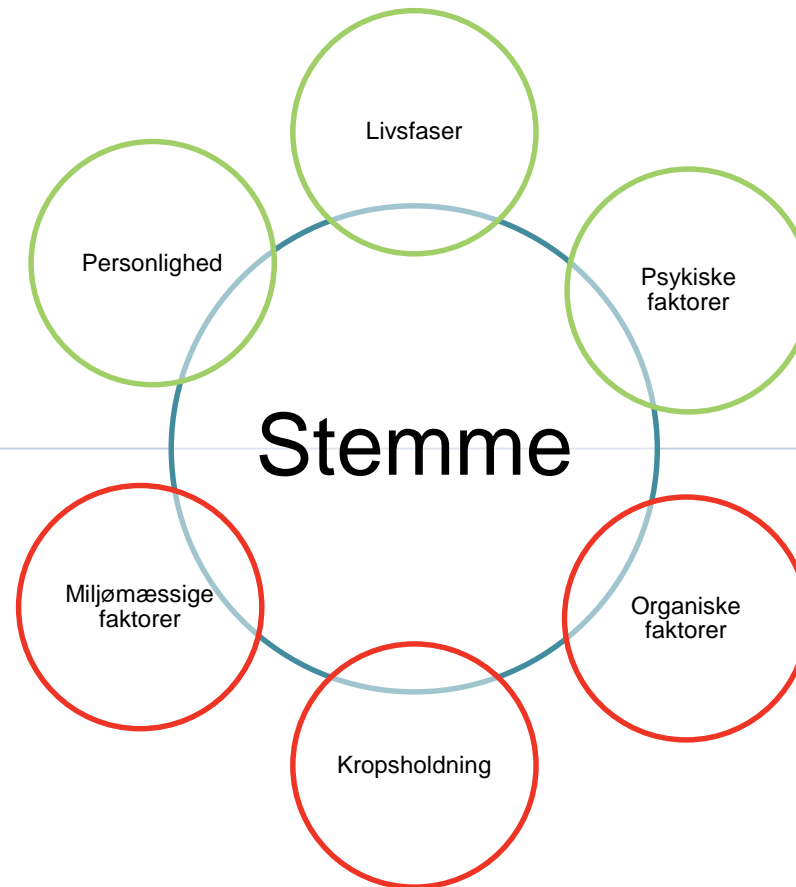 Livsfaser
Personlighed
Psykiske
faktorer
Stemme
Miljømæssige
faktorer
Organiske
faktorer
Kropsholdning